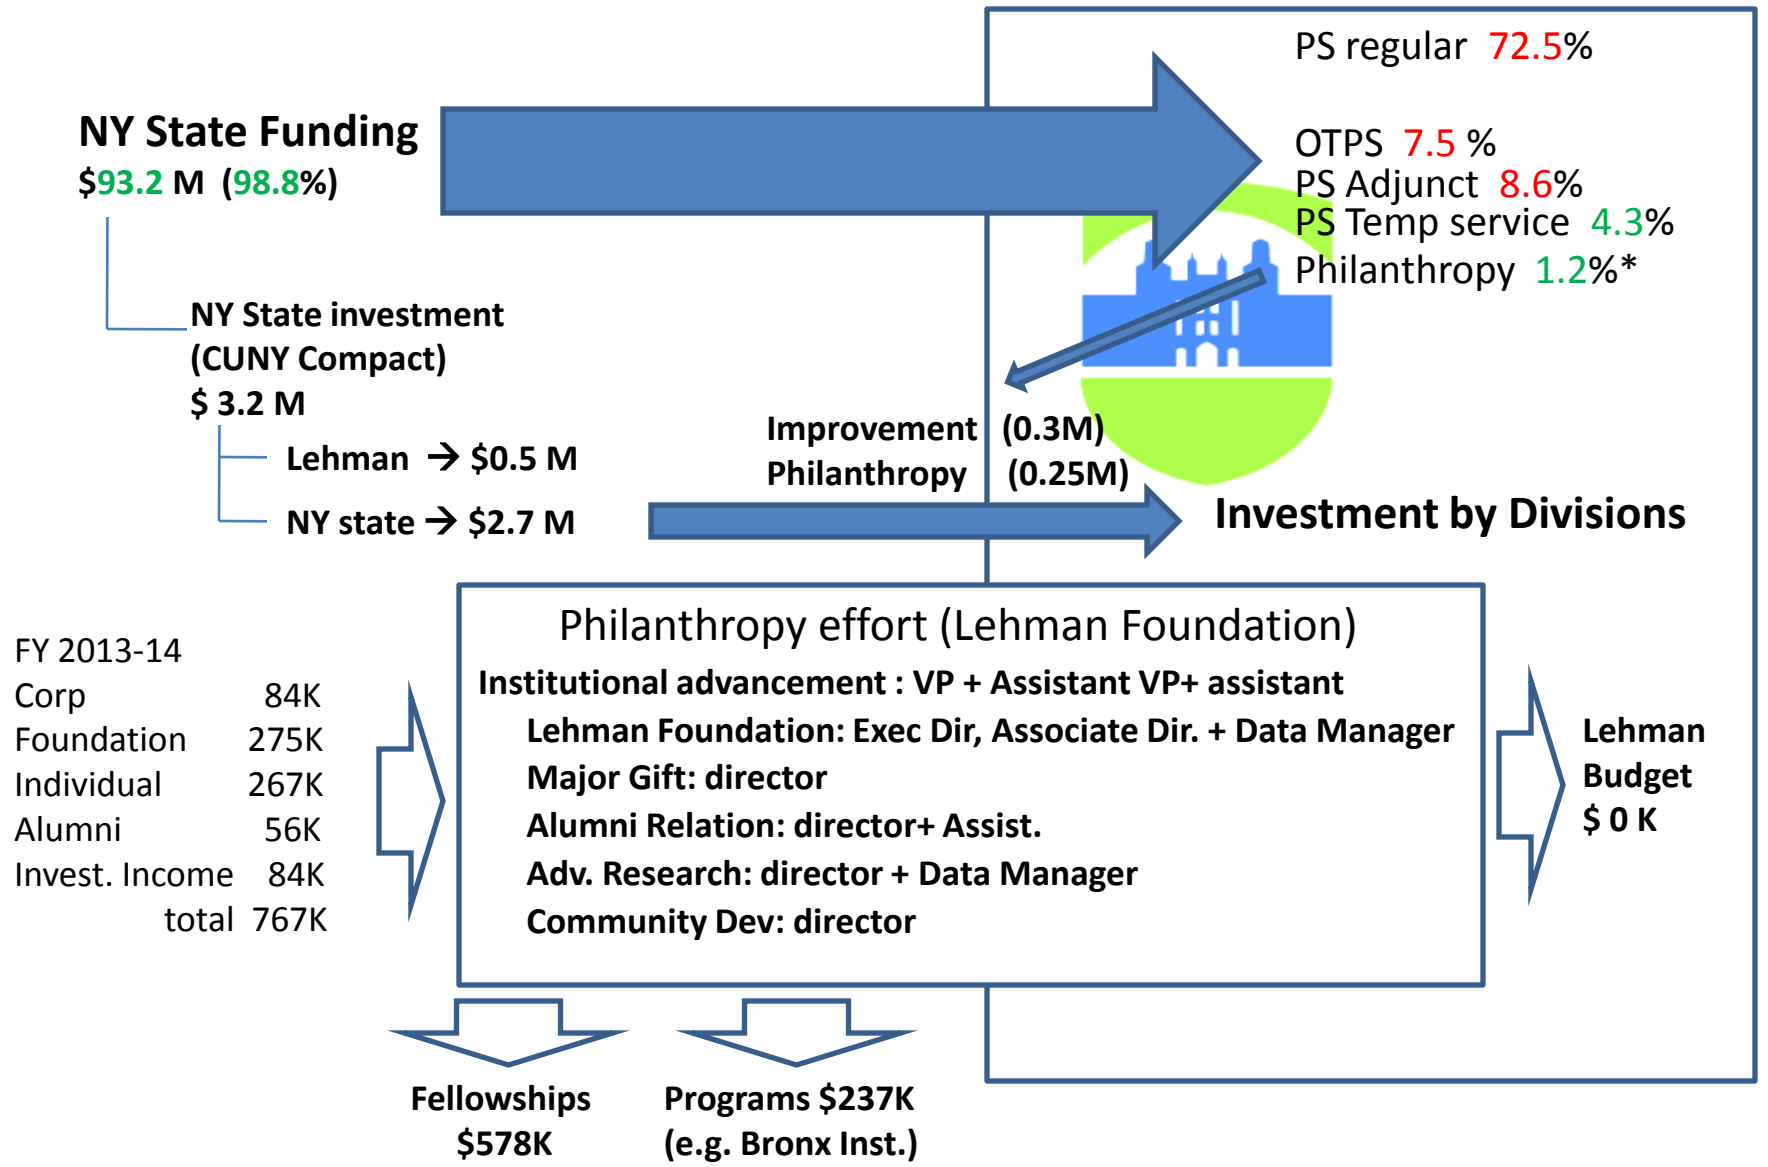 PS regular 72.5%
NY State Funding
$93.2 M (98.8%)
OTPS 7.5 %
PS Adjunct 8.6%
PS Temp service 4.3%
Philanthropy 1.2%*
NY State investment
(CUNY Compact)
$ 3.2 M
Lehman → $0.5 M
NY state → $2.7 M
Improvement (0.3M)
Philanthropy (0.25M)
Investment by Divisions
FY 2013-14
Corp 84K
Foundation 275K
Individual 267K
Alumni 56K
Invest. Income 84K
total 767K
Philanthropy effort (Lehman Foundation)
Institutional advancement : VP + Assistant VP+ assistant
Lehman Foundation: Exec Dir, Associate Dir. + Data Manager
Major Gift: director
Alumni Relation: director+ Assist.
Adv. Research: director + Data Manager
Community Dev: director
Lehman
Budget
$ 0 K
Fellowships
$578K
Programs $237K
(e.g. Bronx Inst.)